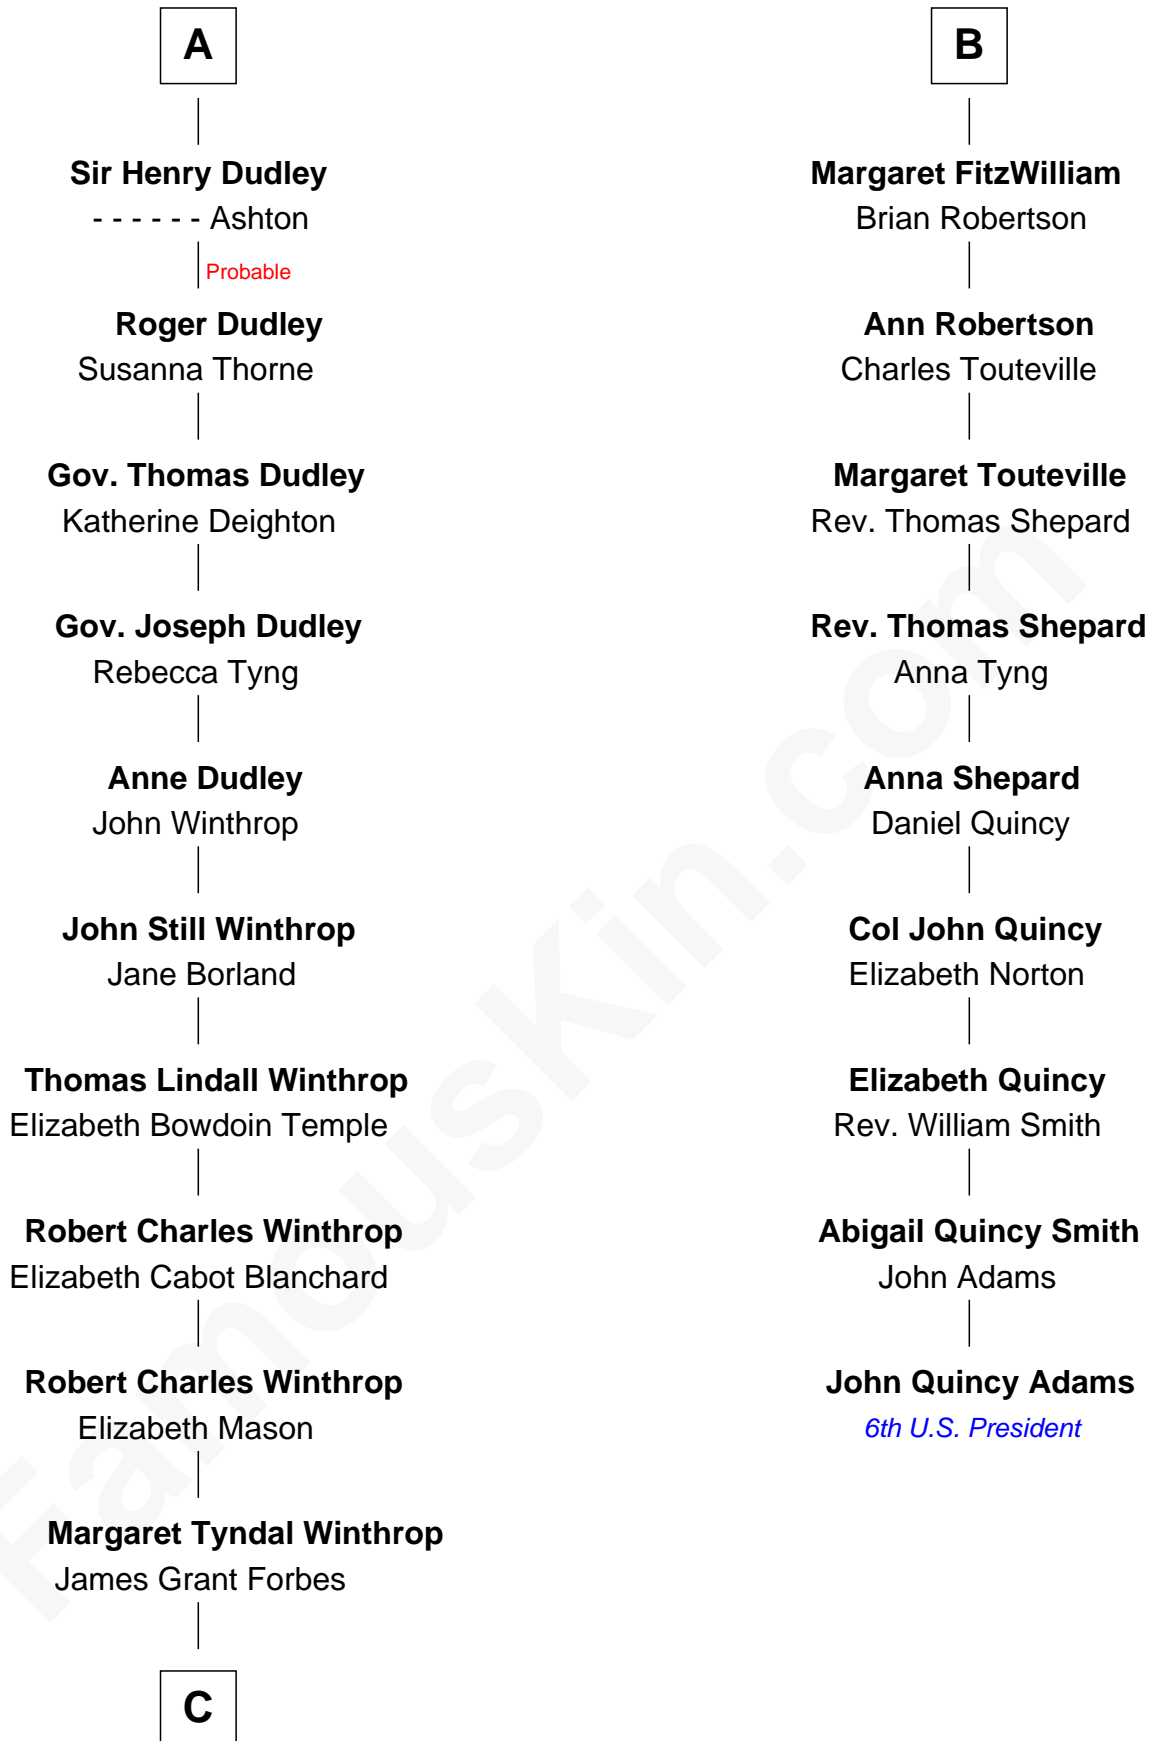 A
Sir Henry Dudley
- - - - - - Ashton
Probable
Roger Dudley
Susanna Thorne
Gov. Thomas Dudley
Katherine Deighton
Gov. Joseph Dudley
Rebecca Tyng
Anne Dudley
John Winthrop
John Still Winthrop
Jane Borland
Thomas Lindall Winthrop
Elizabeth Bowdoin Temple
Robert Charles Winthrop
Elizabeth Cabot Blanchard
Robert Charles Winthrop
Elizabeth Mason
Margaret Tyndal Winthrop
James Grant Forbes
C
B
Margaret FitzWilliam
Brian Robertson
Ann Robertson
Charles Touteville
Margaret Touteville
Rev. Thomas Shepard
Rev. Thomas Shepard
Anna Tyng
Anna Shepard
Daniel Quincy
Col John Quincy
Elizabeth Norton
Elizabeth Quincy
Rev. William Smith
Abigail Quincy Smith
John Adams
John Quincy Adams
6th U.S. President
FamousKin.com